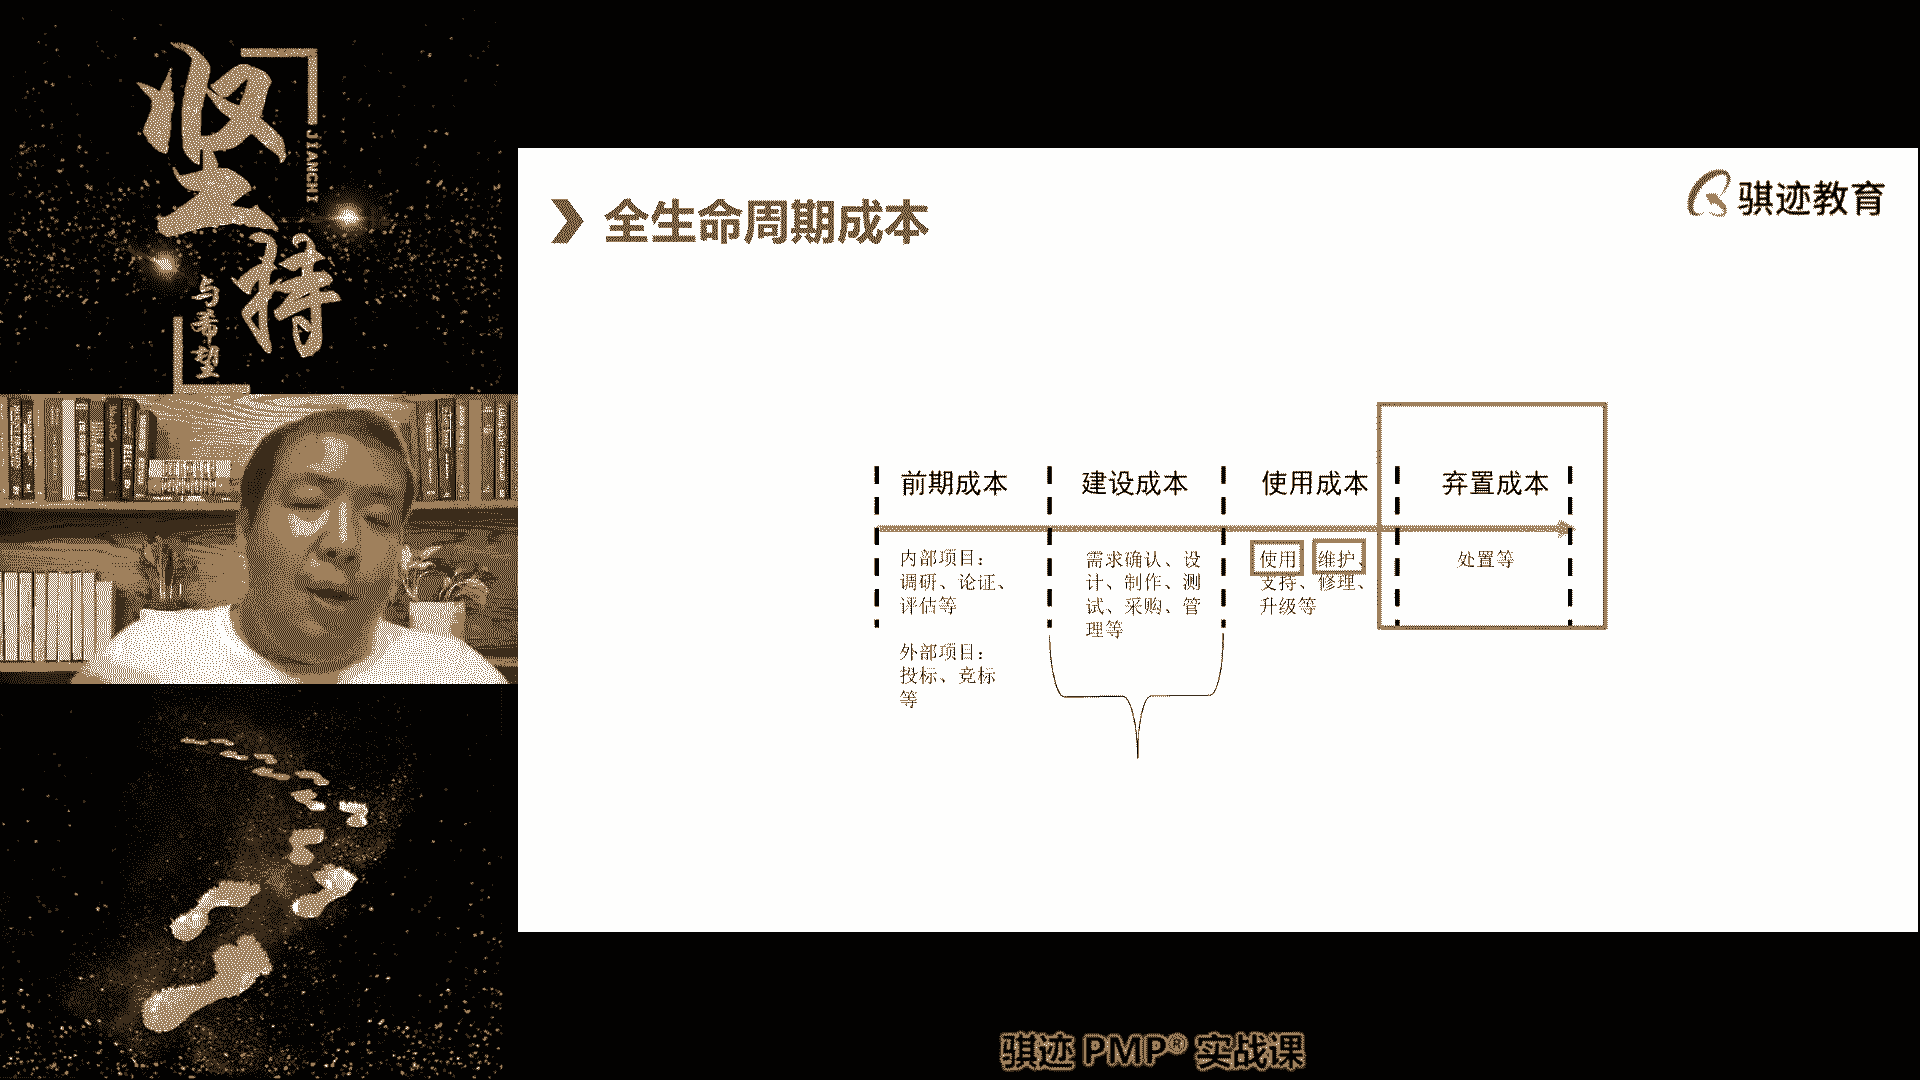 坚持
JIANCHI
与希望
全生命周期成本
骐迹教育
前期成本
建设成本
使用成本
弃置成本
内部项目：
调研、论证、
评估等
外部项目：
投标、竞标
等
需求确认、设
计、制作、测
试、采购、管
理等
使用、维护、
支持、修理、
升级等
处置等
骐迹 PMP® 实战课